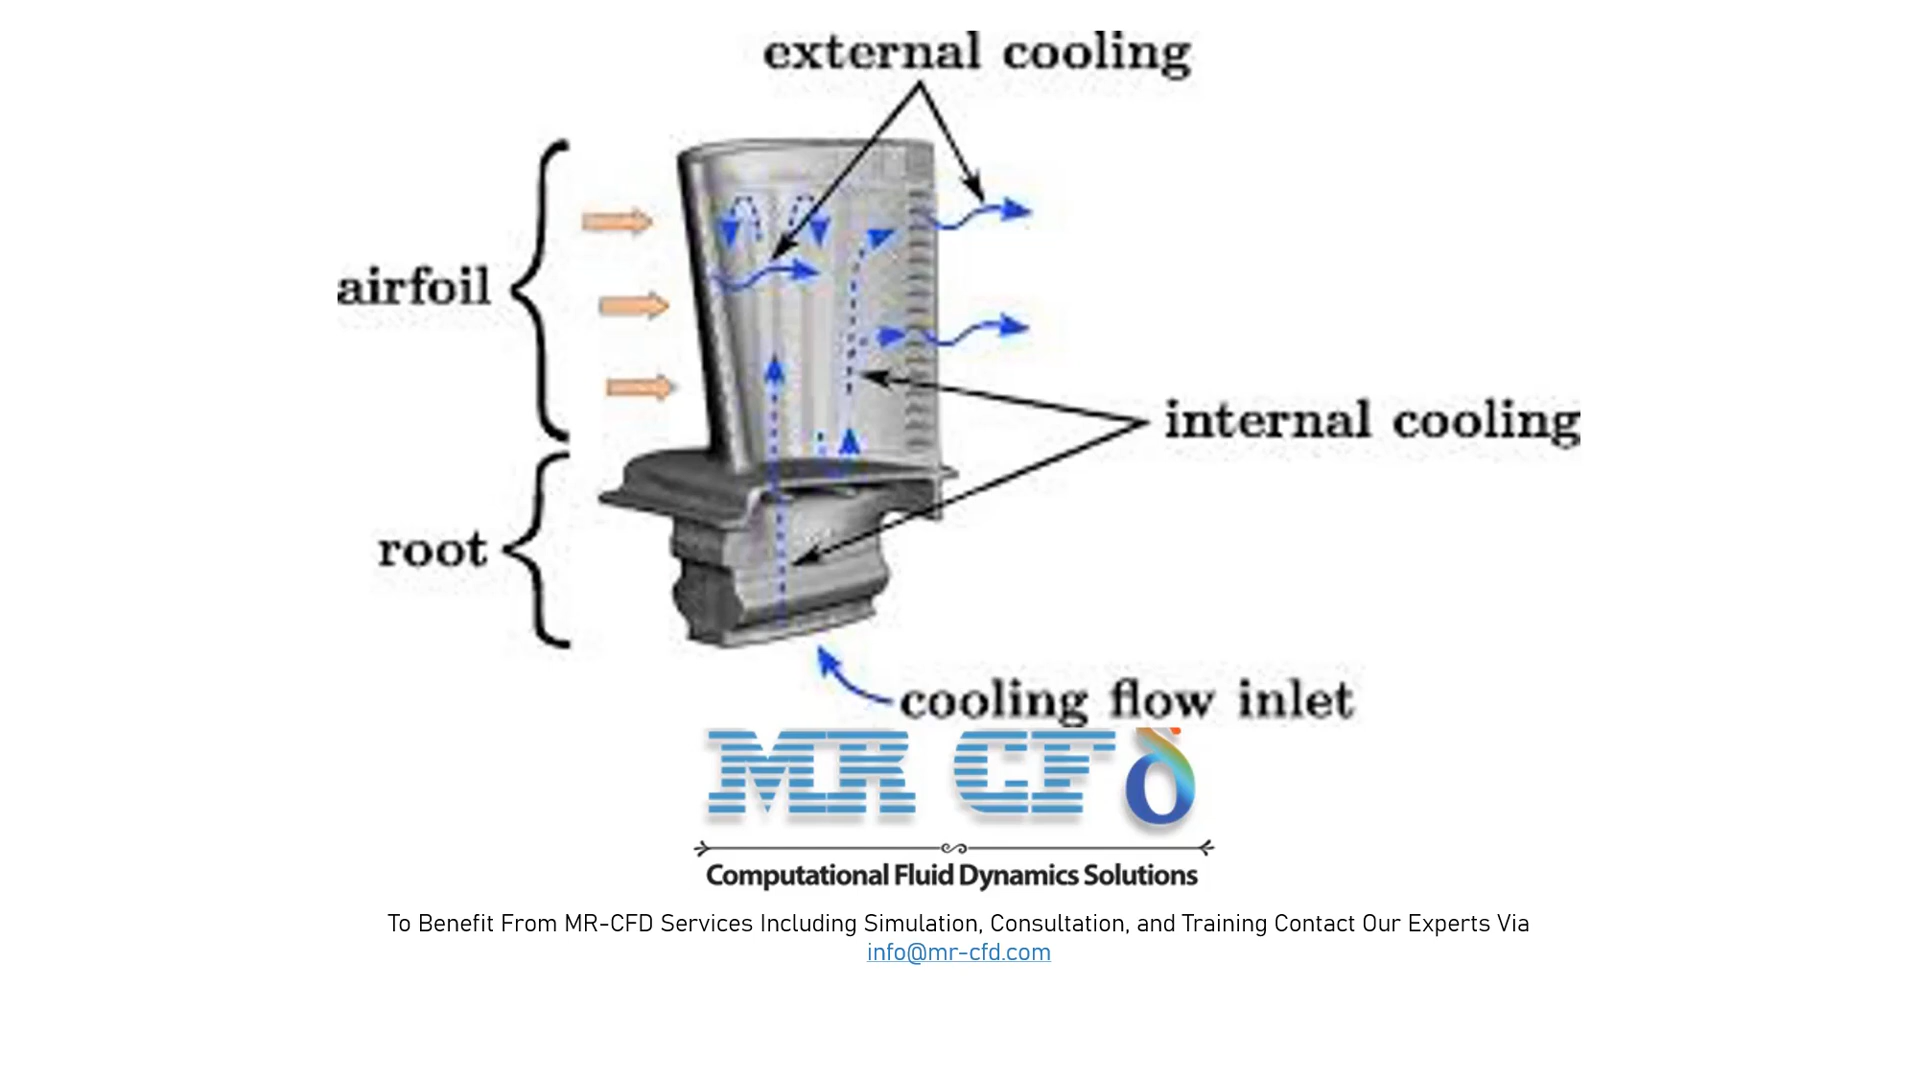 external cooling
airfoil
internal cooling
root
cooling flow inlet
MR CFδ
Computational Fluid Dynamics Solutions
To Benefit From MR-CFD Services Including Simulation, Consultation, and Training Contact Our Experts Via
info@mr-cfd.com